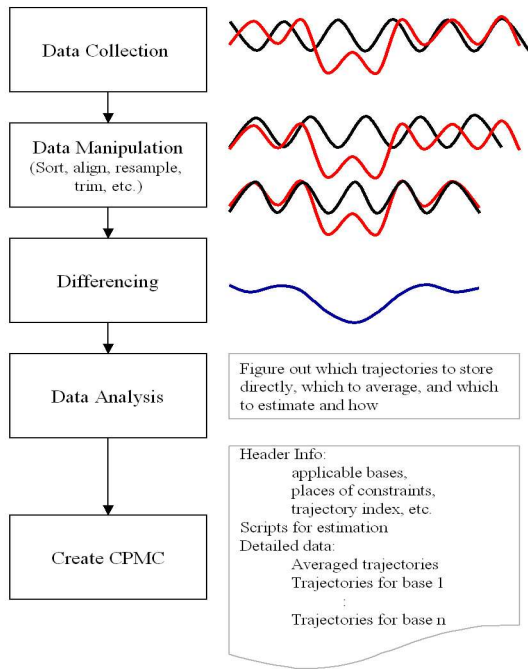 Data Collection
Data Manipulation
(Sort, align, resample,
trim, etc.)
Differencing
Data Analysis
Figure out which trajectories to store
directly, which to average, and which
to estimate and how
Create CPMC
Header Info:
applicable bases,
places of constraints,
trajectory index, etc.
Scripts for estimation
Detailed data:
Averaged trajectories
Trajectories for base 1
:
Trajectories for base n